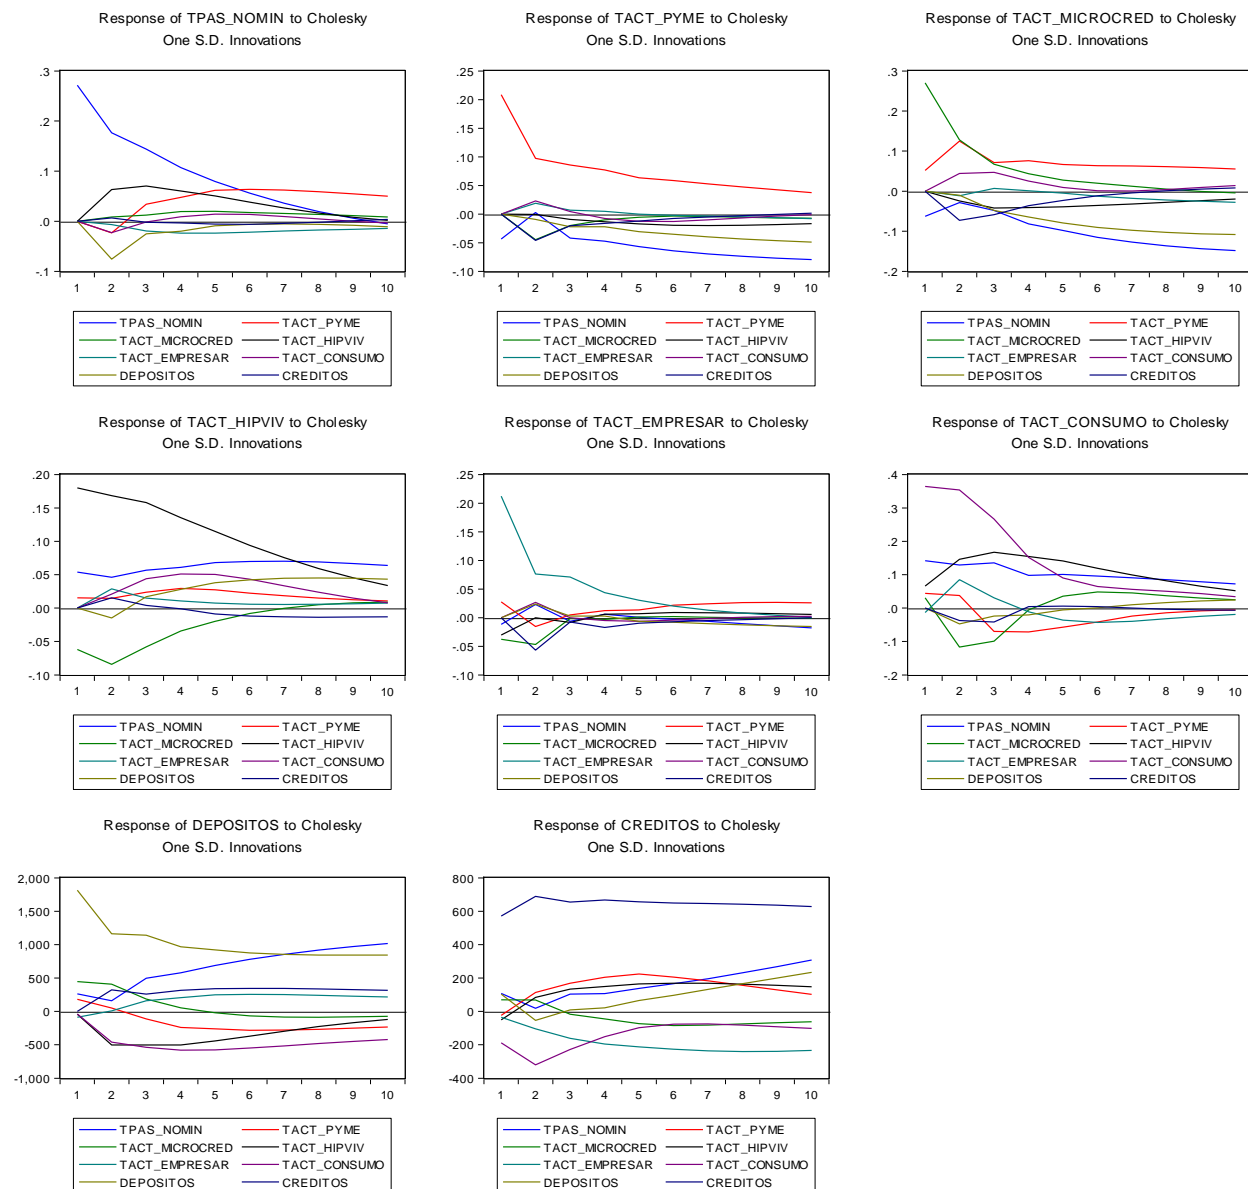 Response of TPAS_NOMIN to Cholesky
One S.D. Innovations
.3
.2
.1
.0
-.1
1 2 3 4 5 6 7 8 9 10
TPAS_NOMIN TACT_PYME
TACT_MICROCRED TACT_HIPVIV
TACT_EMPRESAR TACT_CONSUMO
DEPOSITOS CREDITOS
Response of TACT_PYME to Cholesky
One S.D. Innovations
.25
.20
.15
.10
.05
.00
-.05
-.10
1 2 3 4 5 6 7 8 9 10
TPAS_NOMIN TACT_PYME
TACT_MICROCRED TACT_HIPVIV
TACT_EMPRESAR TACT_CONSUMO
DEPOSITOS CREDITOS
Response of TACT_MICROCRED to Cholesky
One S.D. Innovations
.3
.2
.1
.0
-.1
-.2
1 2 3 4 5 6 7 8 9 10
TPAS_NOMIN TACT_PYME
TACT_MICROCRED TACT_HIPVIV
TACT_EMPRESAR TACT_CONSUMO
DEPOSITOS CREDITOS
Response of TACT_HIPVIV to Cholesky
One S.D. Innovations
.20
.15
.10
.05
.00
-.05
-.10
1 2 3 4 5 6 7 8 9 10
TPAS_NOMIN TACT_PYME
TACT_MICROCRED TACT_HIPVIV
TACT_EMPRESAR TACT_CONSUMO
DEPOSITOS CREDITOS
Response of TACT_EMPRESAR to Cholesky
One S.D. Innovations
.25
.20
.15
.10
.05
.00
-.05
-.10
1 2 3 4 5 6 7 8 9 10
TPAS_NOMIN TACT_PYME
TACT_MICROCRED TACT_HIPVIV
TACT_EMPRESAR TACT_CONSUMO
DEPOSITOS CREDITOS
Response of TACT_CONSUMO to Cholesky
One S.D. Innovations
.4
.3
.2
.1
.0
-.1
-.2
1 2 3 4 5 6 7 8 9 10
TPAS_NOMIN TACT_PYME
TACT_MICROCRED TACT_HIPVIV
TACT_EMPRESAR TACT_CONSUMO
DEPOSITOS CREDITOS
Response of DEPOSITOS to Cholesky
One S.D. Innovations
2,000
1,500
1,000
500
0
-500
-1,000
1 2 3 4 5 6 7 8 9 10
TPAS_NOMIN TACT_PYME
TACT_MICROCRED TACT_HIPVIV
TACT_EMPRESAR TACT_CONSUMO
DEPOSITOS CREDITOS
Response of CREDITOS to Cholesky
One S.D. Innovations
800
600
400
200
0
-200
-400
1 2 3 4 5 6 7 8 9 10
TPAS_NOMIN TACT_PYME
TACT_MICROCRED TACT_HIPVIV
TACT_EMPRESAR TACT_CONSUMO
DEPOSITOS CREDITOS